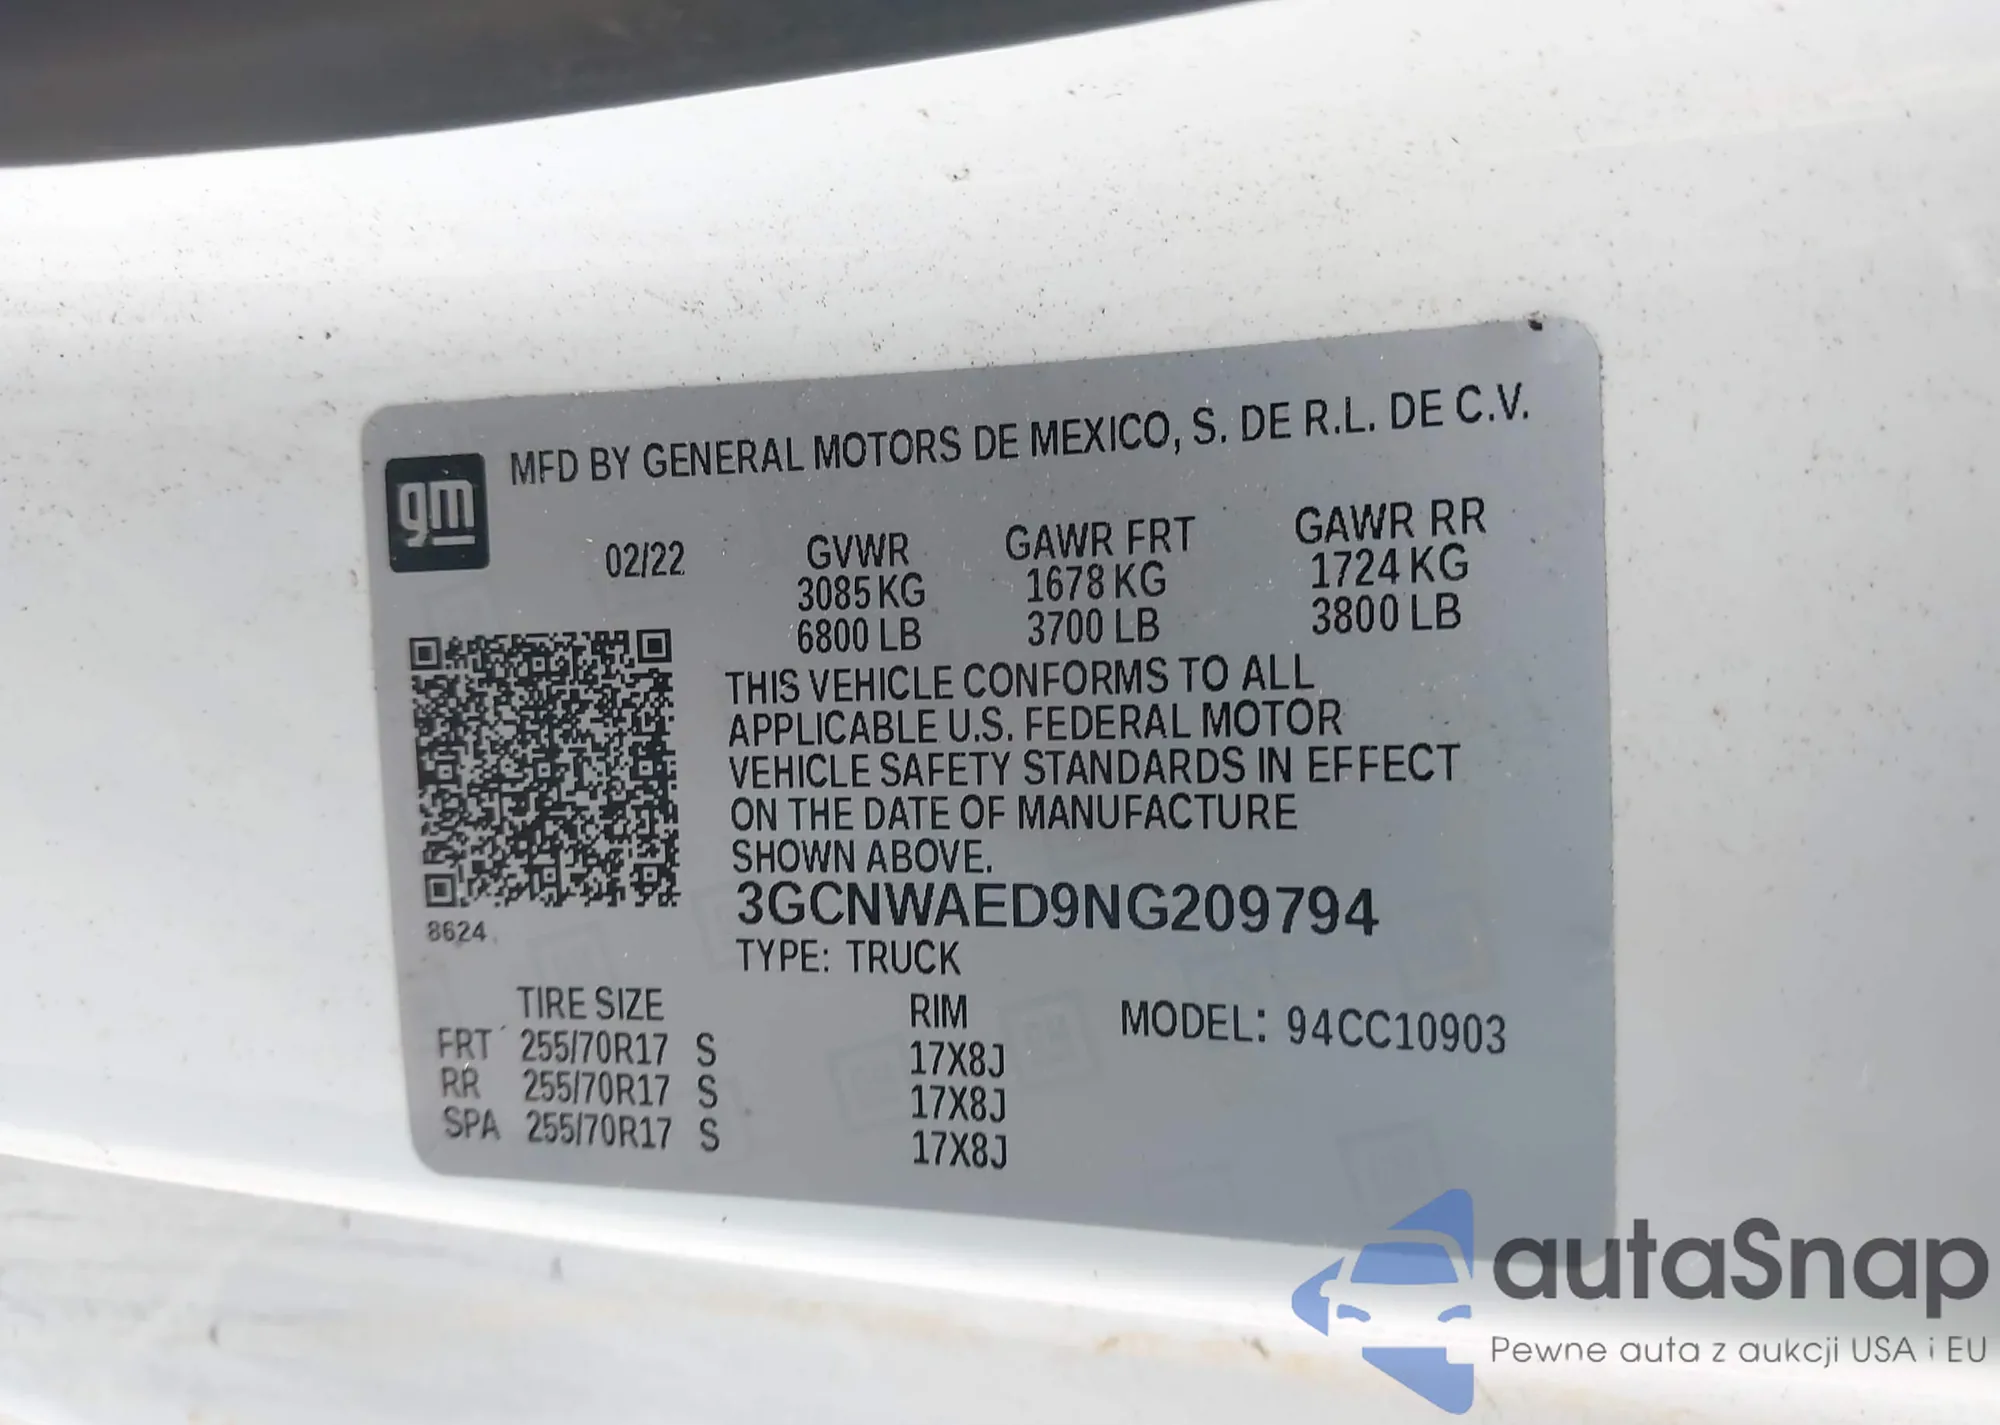 MFD BY GENERAL MOTORS DE MEXICO, S. DE R.L. DE C.V.
gm
02/22 GVWR GAWR FRT GAWR RR
3085 KG 1678 KG 1724 KG
6800 LB 3700 LB 3800 LB
THIS VEHICLE CONFORMS TO ALL
APPLICABLE U.S. FEDERAL MOTOR
VEHICLE SAFETY STANDARDS IN EFFECT
ON THE DATE OF MANUFACTURE
SHOWN ABOVE.
3GCNWAED9NG209794
8624
TYPE: TRUCK
TIRE SIZE RIM MODEL: 94CC10903
FRT 255/70R17 S 17X8J
RR 255/70R17 S 17X8J
SPA 255/70R17 S 17X8J
autaSnap
Pewne auta z aukcji USA i EU